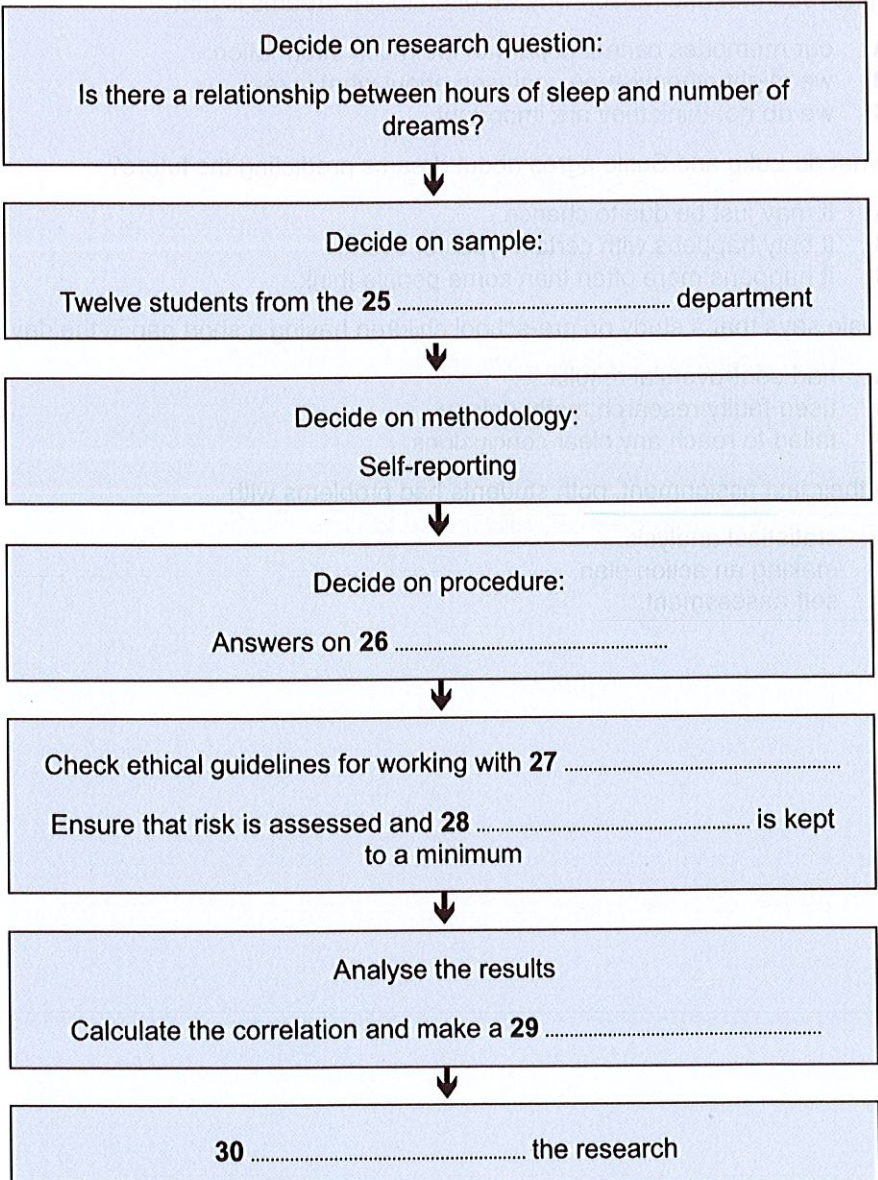 Decide on research question:
Is there a relationship between hours of sleep and number of
dreams?
Decide on sample:
Twelve students from the 25 ........................................ department
Decide on methodology:
Self-reporting
Decide on procedure:
Answers on 26 ........................................
Check ethical guidelines for working with 27 ........................................
Ensure that risk is assessed and 28 ........................................ is kept
to a minimum
Analyse the results
Calculate the correlation and make a 29 ........................................
30 ........................................ the research